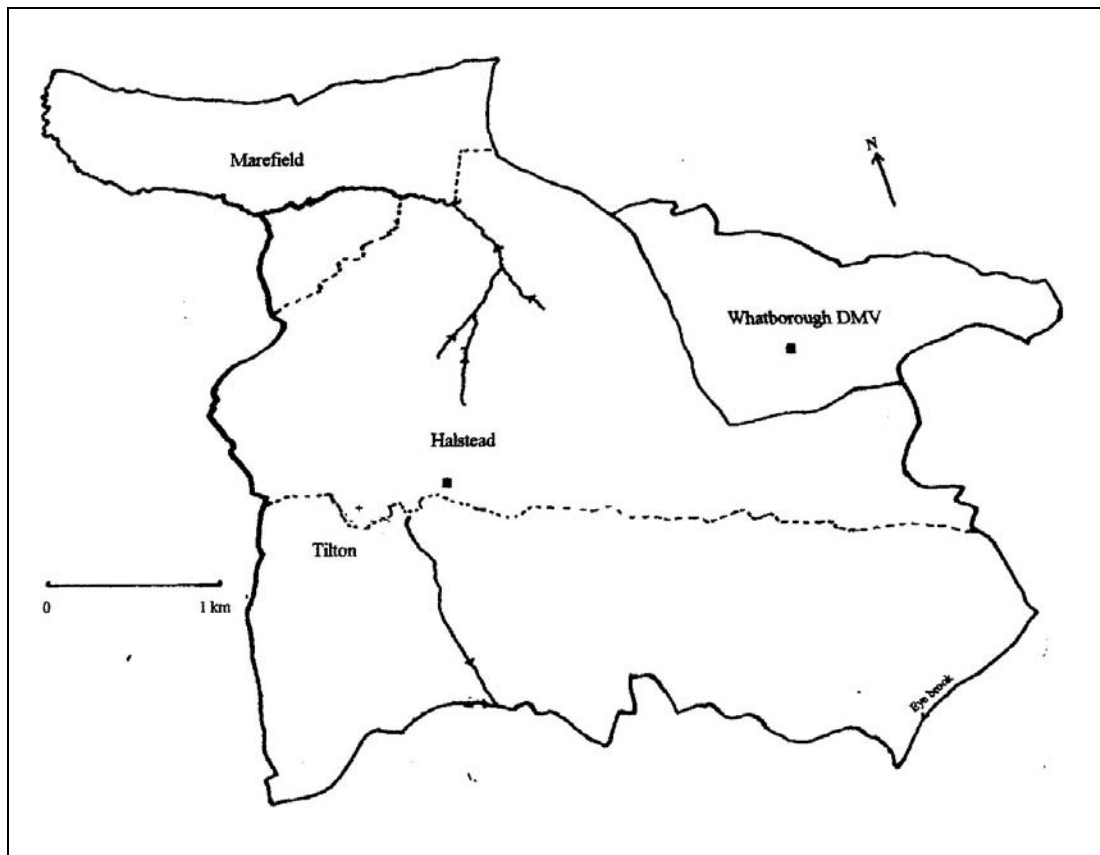 Marefield
N
Whatborough DMV
Halstead
Tilton
0 1 km
Eye brook